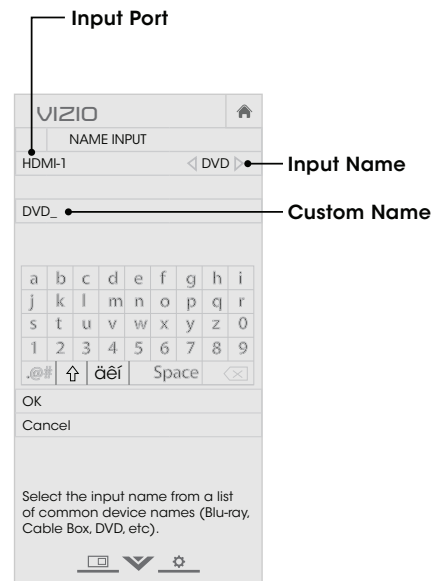 Input Port
VIZIO
NAME INPUT
HDMI-1 DVD
Input Name
DVD_
Custom Name
a b c d e f g h i
j k l m n o p q r
s t u v w x y z 0
1 2 3 4 5 6 7 8 9
.@# äêí Space
OK
Cancel
Select the input name from a list
of common device names (Blu-ray,
Cable Box, DVD, etc).